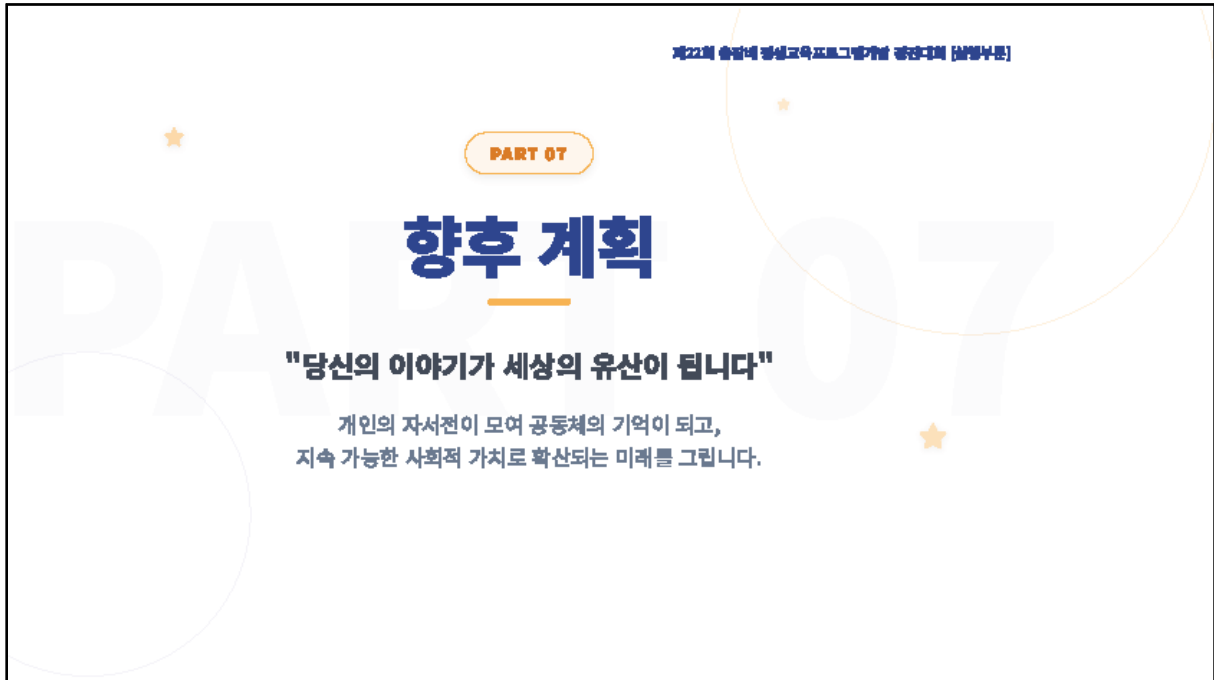 제22회 평생교육프로그램개발 경진대회 [실행부문]
PART 07
향후 계획
"당신의 이야기가 세상의 유산이 됩니다"
개인의 자서전이 모여 공동체의 기억이 되고,
지속 가능한 사회적 가치로 확산되는 미래를 그립니다.
PART 07